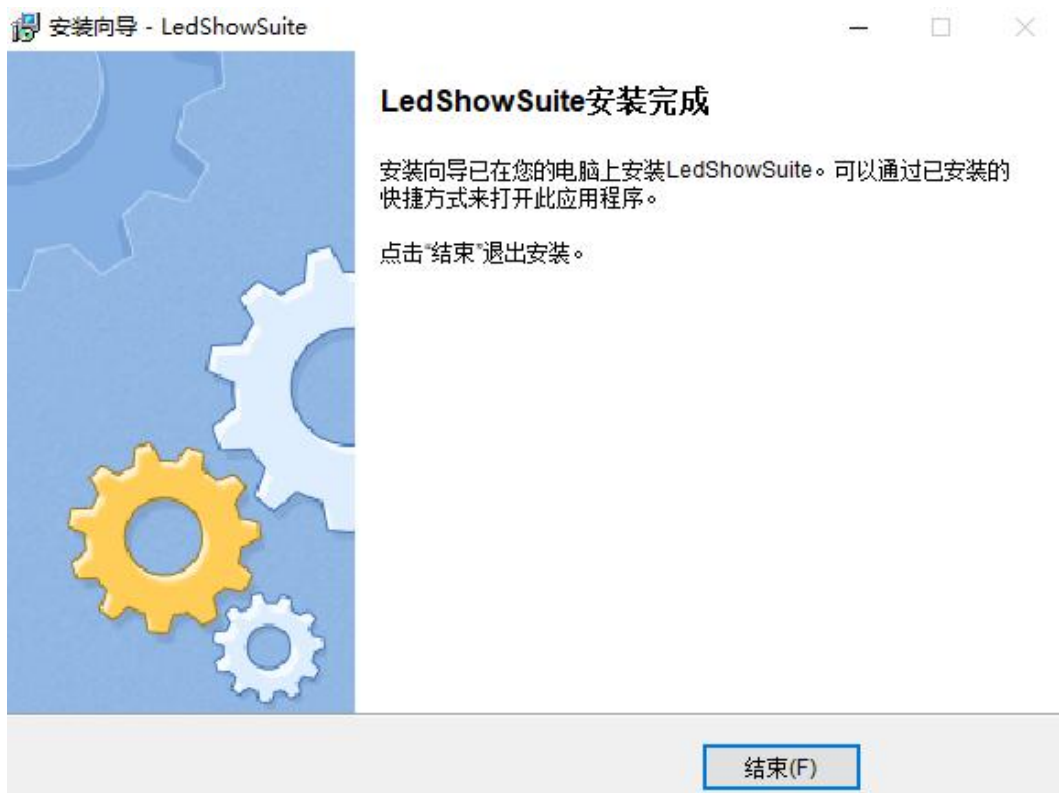 安装向导 - LedShowSuite
LedShowSuite安装完成
安装向导已在您的电脑上安装LedShowSuite。可以通过已安装的
快捷方式来打开此应用程序。
点击“结束”退出安装。
结束(F)